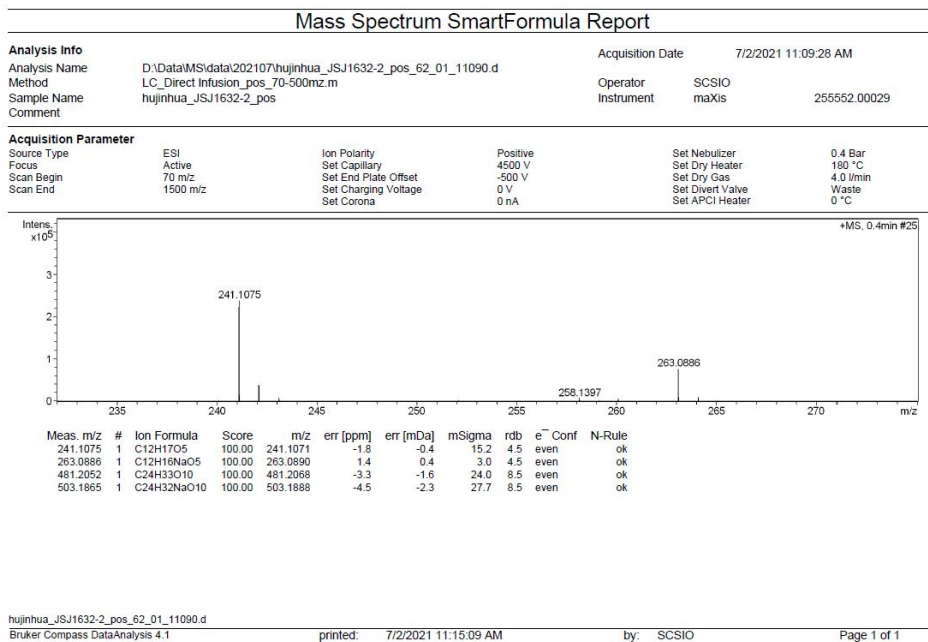 Mass Spectrum SmartFormula Report
Analysis Info
Acquisition Date 7/2/2021 11:09:28 AM
Analysis Name D:\Data\MS\data\202107\hujinhua_JSJ1632-2_pos_62_01_11090.d
Method LC_Direct Infusion_pos_70-500mz.m Operator SCSIO
Sample Name hujinhua_JSJ1632-2_pos Instrument maXis 255552.00029
Comment
Acquisition Parameter
Source Type ESI Ion Polarity Positive Set Nebulizer 0.4 Bar
Focus Active Set Capillary 4500 V Set Dry Heater 180 °C
Scan Begin 70 m/z Set End Plate Offset -500 V Set Dry Gas 4.0 l/min
Scan End 1500 m/z Set Charging Voltage 0 V Set Divert Valve Waste
Set Corona 0 nA Set APCI Heater 0 °C
Intens. +MS, 0.4min #25
x10⁵
3
241.1075
2
1
263.0886
258.1397
0
235 240 245 250 255 260 265 270 m/z
Meas. m/z # Ion Formula Score m/z err [ppm] err [mDa] mSigma rdb e⁻ Conf N-Rule
241.1075 1 C12H17O5 100.00 241.1071 -1.8 -0.4 15.2 4.5 even ok
263.0886 1 C12H16NaO5 100.00 263.0890 1.4 0.4 3.0 4.5 even ok
481.2052 1 C24H33O10 100.00 481.2068 -3.3 -1.6 24.0 8.5 even ok
503.1865 1 C24H32NaO10 100.00 503.1888 -4.5 -2.3 27.7 8.5 even ok
hujinhua_JSJ1632-2_pos_62_01_11090.d
Bruker Compass DataAnalysis 4.1 printed: 7/2/2021 11:15:09 AM by: SCSIO Page 1 of 1